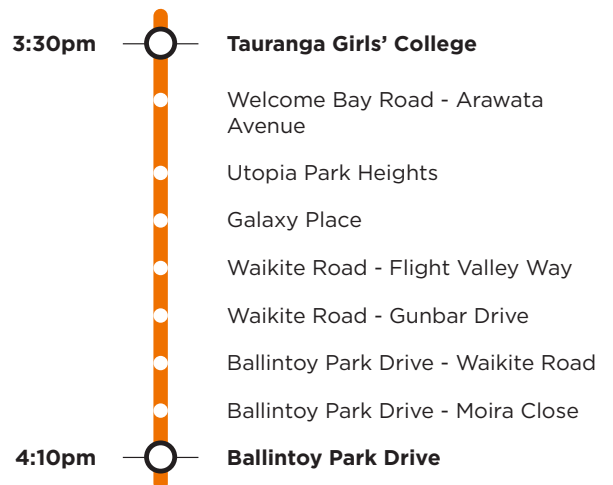 3:30pm Tauranga Girls’ College
Welcome Bay Road - Arawata
Avenue
Utopia Park Heights
Galaxy Place
Waikite Road - Flight Valley Way
Waikite Road - Gunbar Drive
Ballintoy Park Drive - Waikite Road
Ballintoy Park Drive - Moira Close
4:10pm Ballintoy Park Drive